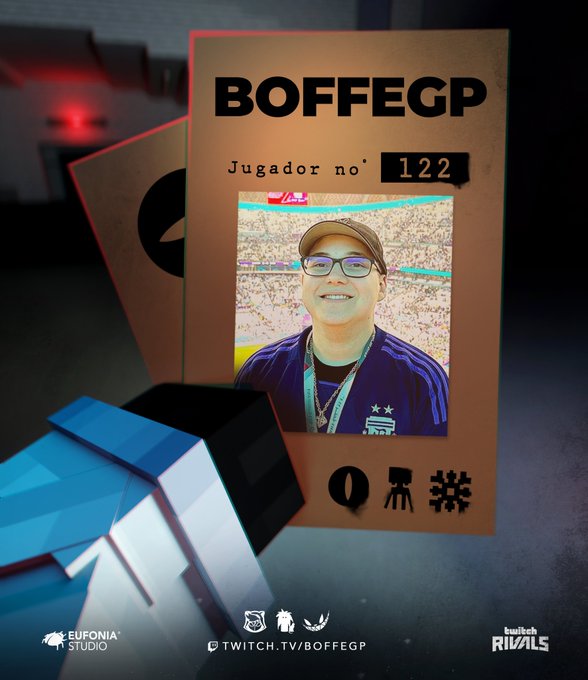 BOFFEGP
Jugador no° 122
EUFONIA®
STUDIO
TWITCH.TV/BOFFEGP
twitch
RIVALS